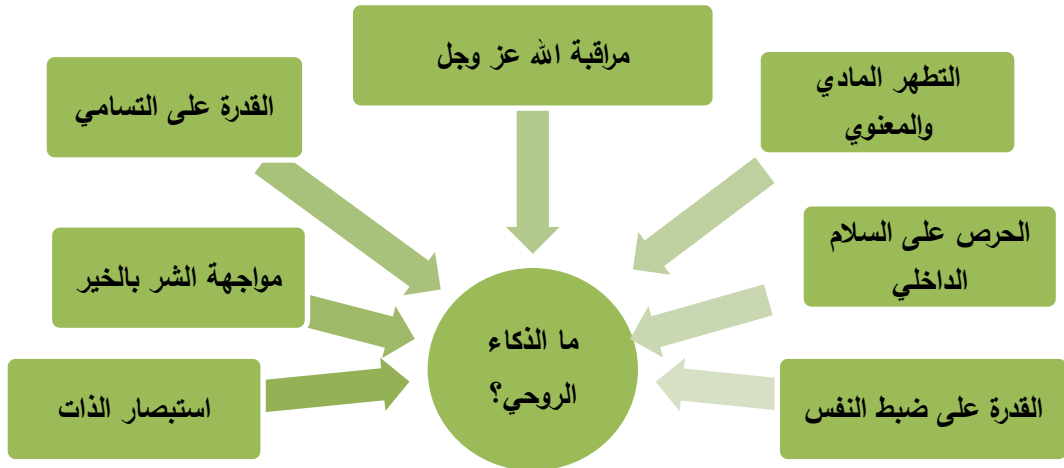 مراقبة الله عز وجل
التطهر المادي
والمعنوي
القدرة على التسامي
الحرص على السلام
الداخلي
مواجهة الشر بالخير
ما الذكاء
الروحي؟
القدرة على ضبط النفس
استبصار الذات